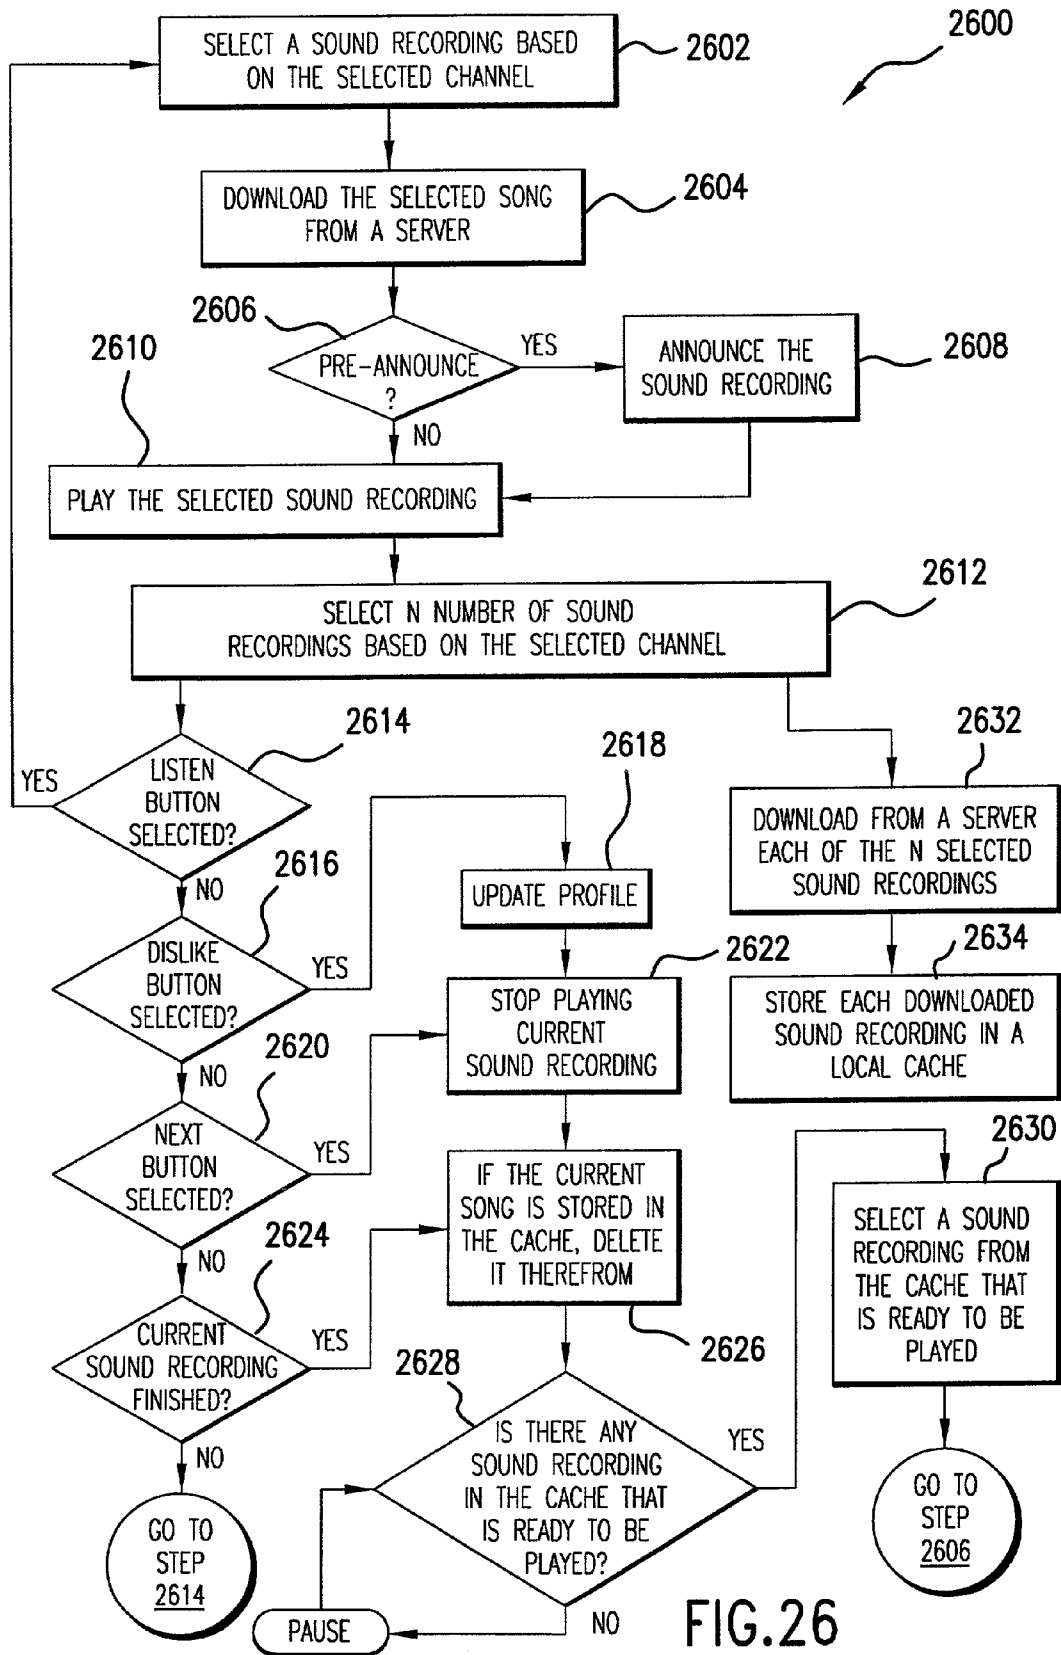 SELECT A SOUND RECORDING BASED
ON THE SELECTED CHANNEL
2602
2600
DOWNLOAD THE SELECTED SONG
FROM A SERVER
2604
2606
PRE-ANNOUNCE
?
YES
NO
ANNOUNCE THE
SOUND RECORDING
2608
2610
PLAY THE SELECTED SOUND RECORDING
2612
SELECT N NUMBER OF SOUND
RECORDINGS BASED ON THE SELECTED CHANNEL
2614
YES
LISTEN
BUTTON
SELECTED?
NO
2616
DISLIKE
BUTTON
SELECTED?
YES
NO
2618
UPDATE PROFILE
2632
DOWNLOAD FROM A SERVER
EACH OF THE N SELECTED
SOUND RECORDINGS
2634
STORE EACH DOWNLOADED
SOUND RECORDING IN A
LOCAL CACHE
2622
STOP PLAYING
CURRENT
SOUND RECORDING
2620
NEXT
BUTTON
SELECTED?
YES
NO
IF THE CURRENT
SONG IS STORED IN
THE CACHE, DELETE
IT THEREFROM
2626
2624
CURRENT
SOUND RECORDING
FINISHED?
YES
NO
GO TO
STEP
2614
2628
IS THERE ANY
SOUND RECORDING
IN THE CACHE THAT
IS READY TO BE
PLAYED?
YES
NO
PAUSE
2630
SELECT A SOUND
RECORDING FROM
THE CACHE THAT
IS READY TO BE
PLAYED
GO TO
STEP
2606
FIG.26